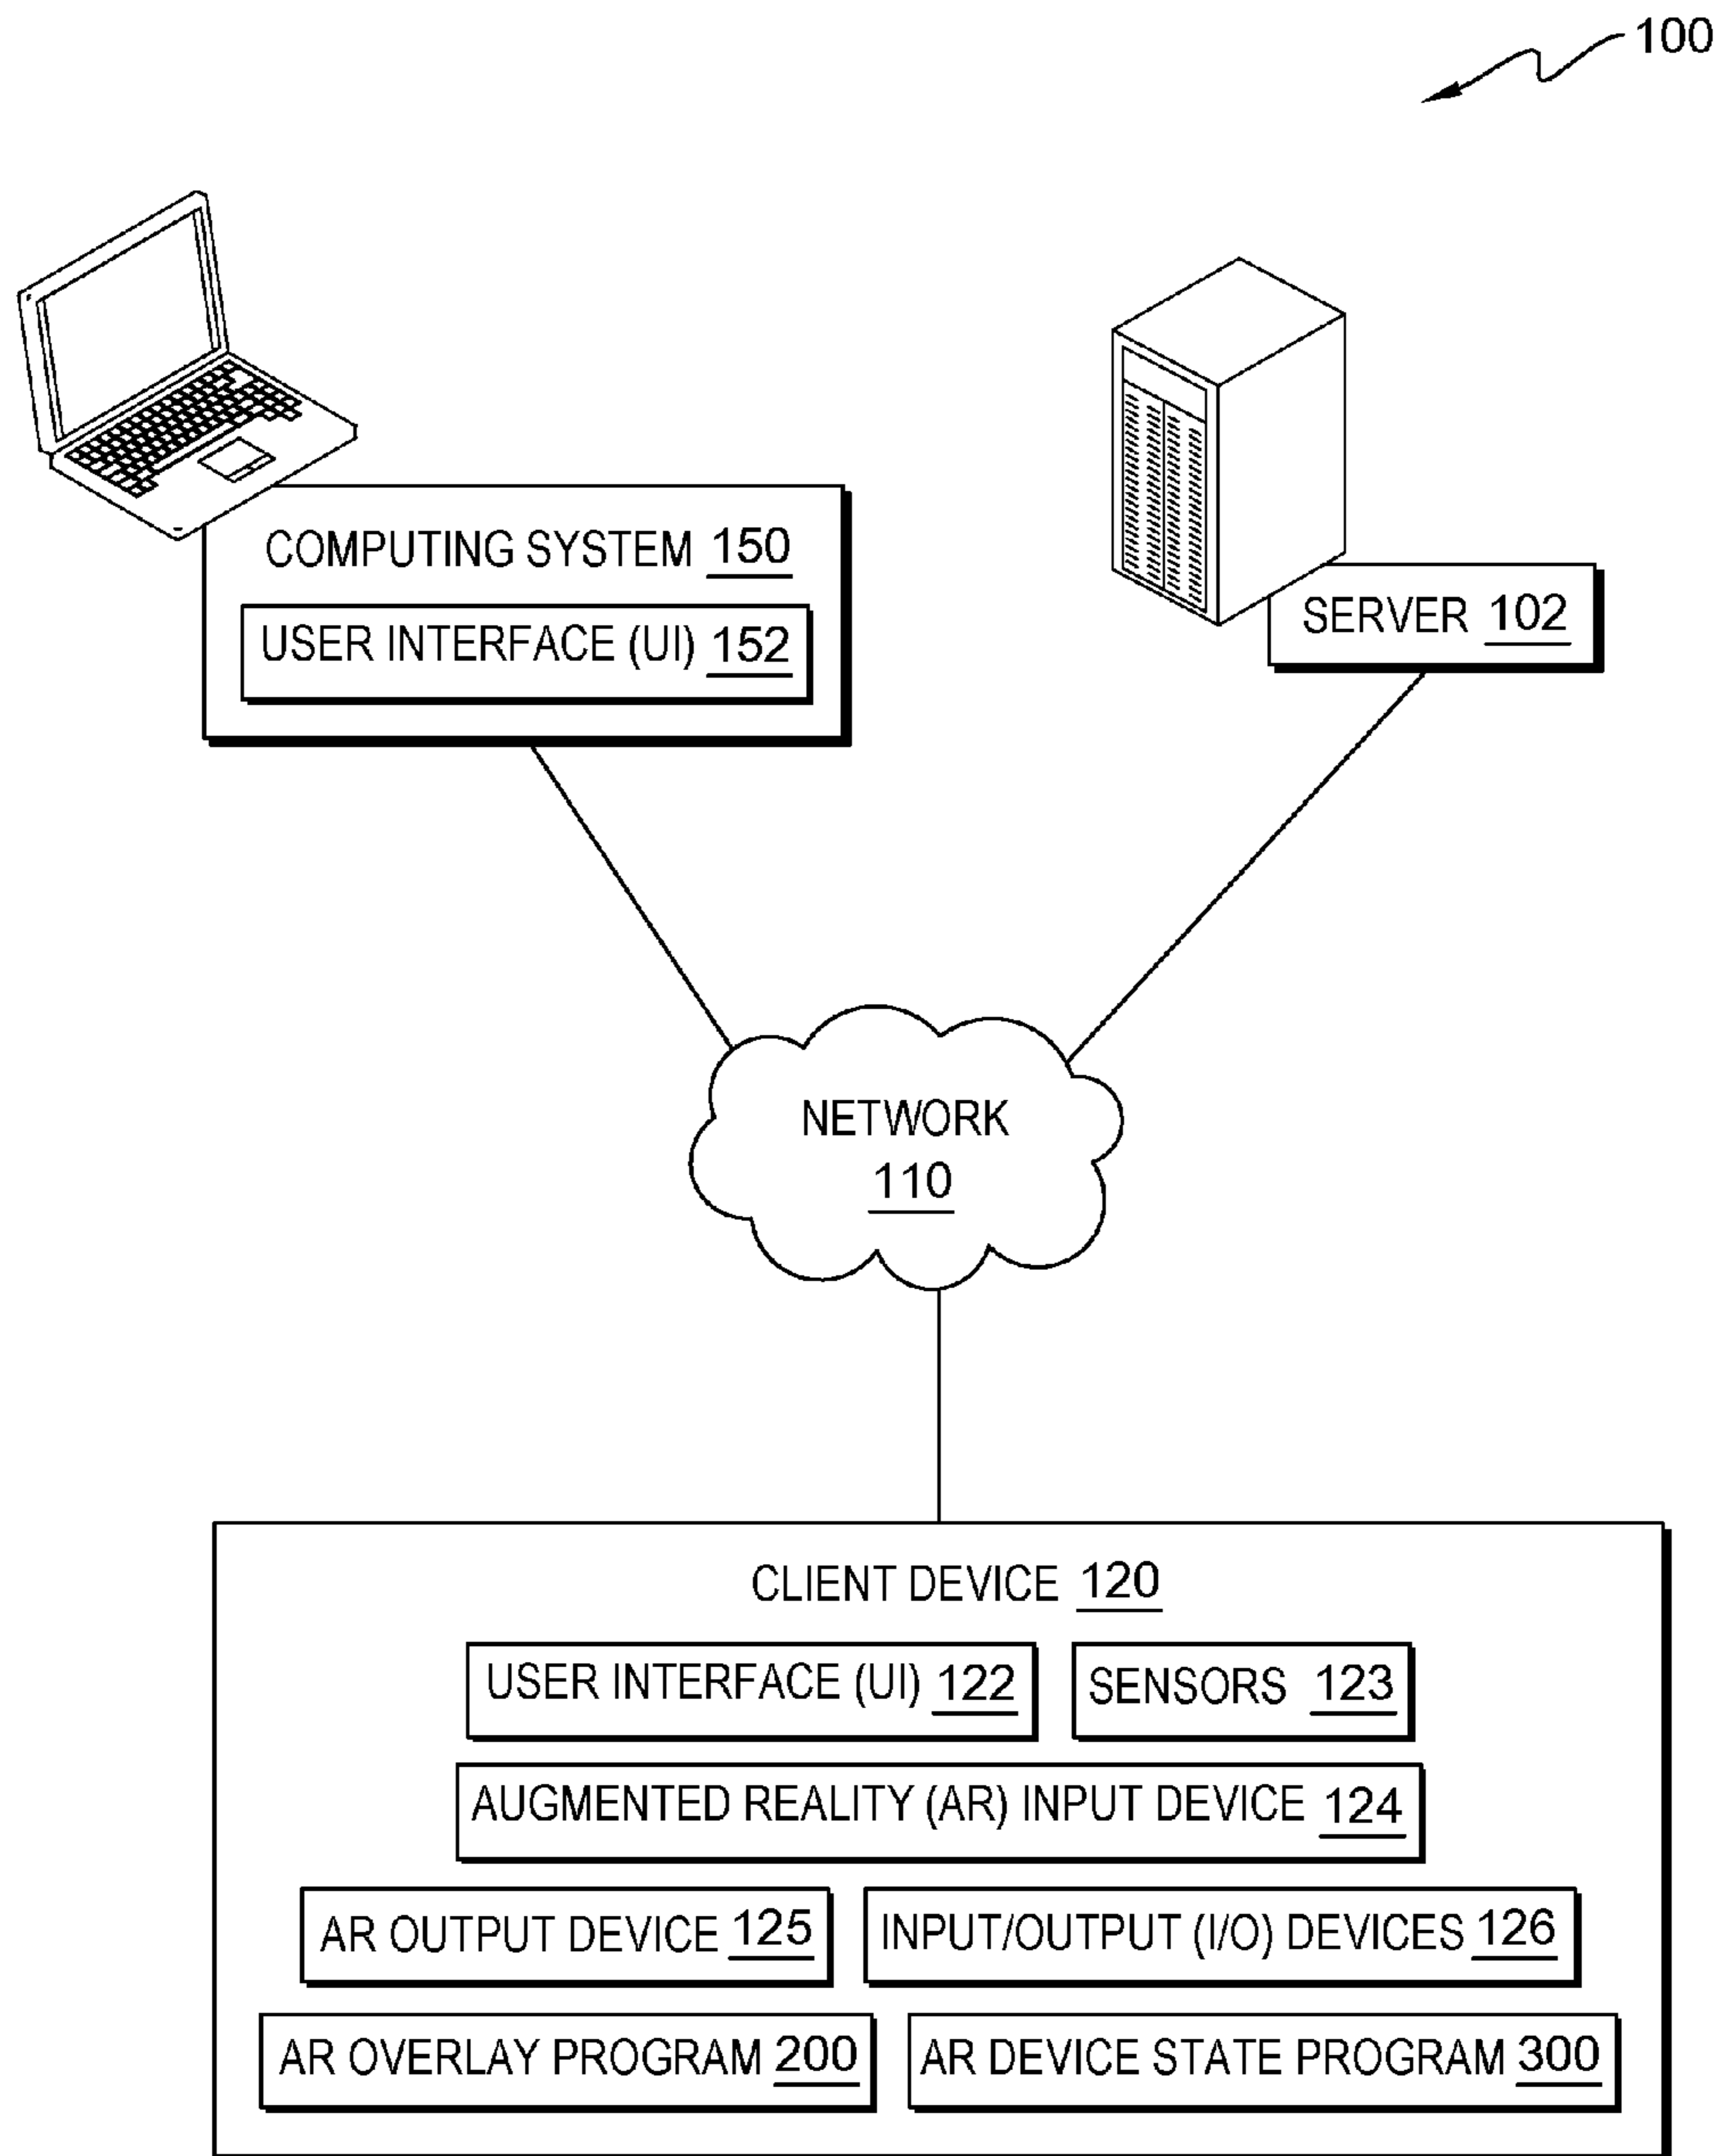 100
COMPUTING SYSTEM 150
USER INTERFACE (UI) 152
SERVER 102
NETWORK
110
CLIENT DEVICE 120
USER INTERFACE (UI) 122
SENSORS 123
AUGMENTED REALITY (AR) INPUT DEVICE 124
AR OUTPUT DEVICE 125
INPUT/OUTPUT (I/O) DEVICES 126
AR OVERLAY PROGRAM 200
AR DEVICE STATE PROGRAM 300